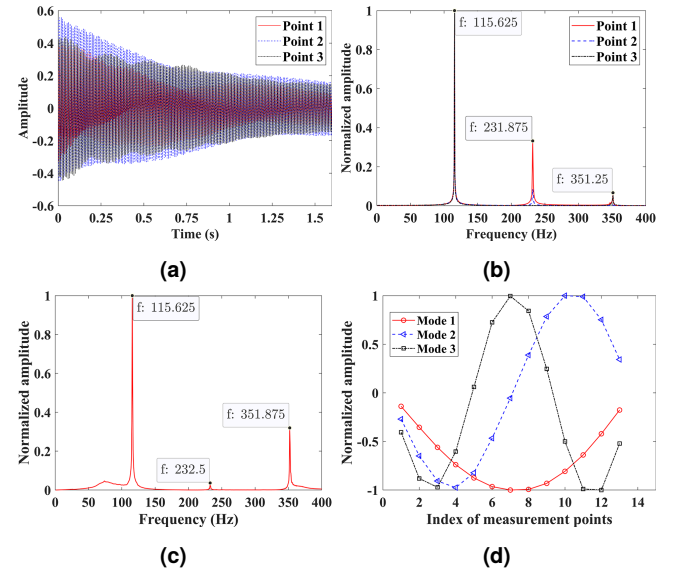 0.6
0.4
0.2
0
-0.2
-0.4
-0.6
Amplitude
Point 1
Point 2
Point 3
0 0.25 0.5 0.75 1 1.25 1.5
Time (s)
(a)
1
0.8
0.6
0.4
0.2
0
Normalized amplitude
f: 115.625
f: 231.875
f: 351.25
Point 1
Point 2
Point 3
0 50 100 150 200 250 300 350 400
Frequency (Hz)
(b)
1
0.8
0.6
0.4
0.2
0
Normalized amplitude
f: 115.625
f: 351.875
f: 232.5
0 50 100 150 200 250 300 350 400
Frequency (Hz)
(c)
1
0.5
0
-0.5
-1
Normalized amplitude
Mode 1
Mode 2
Mode 3
0 2 4 6 8 10 12 14
Index of measurement points
(d)